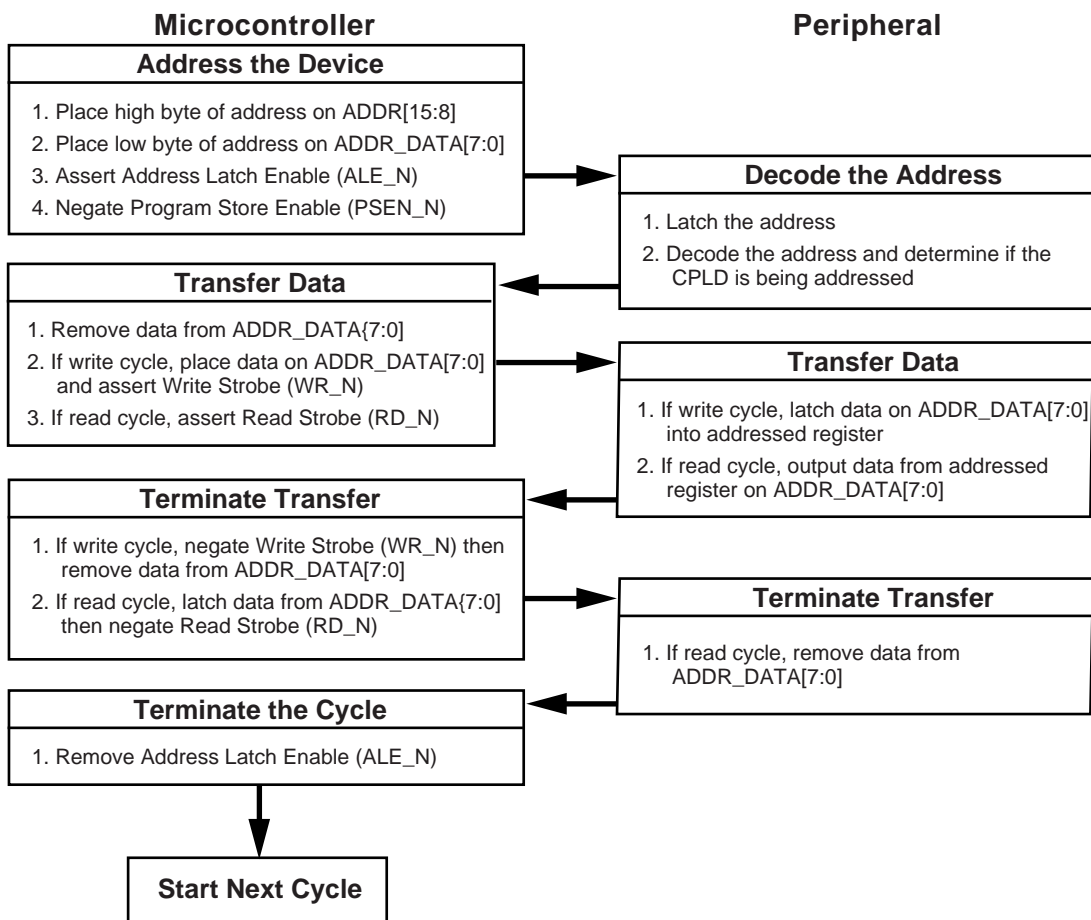 Microcontroller
Peripheral
Address the Device
1. Place high byte of address on ADDR[15:8]
2. Place low byte of address on ADDR_DATA[7:0]
3. Assert Address Latch Enable (ALE_N)
4. Negate Program Store Enable (PSEN_N)
Decode the Address
1. Latch the address
2. Decode the address and determine if the
CPLD is being addressed
Transfer Data
1. Remove data from ADDR_DATA{7:0]
2. If write cycle, place data on ADDR_DATA[7:0]
and assert Write Strobe (WR_N)
3. If read cycle, assert Read Strobe (RD_N)
Transfer Data
1. If write cycle, latch data on ADDR_DATA[7:0]
into addressed register
2. If read cycle, output data from addressed
register on ADDR_DATA[7:0]
Terminate Transfer
1. If write cycle, negate Write Strobe (WR_N) then
remove data from ADDR_DATA[7:0]
2. If read cycle, latch data from ADDR_DATA{7:0]
then negate Read Strobe (RD_N)
Terminate Transfer
1. If read cycle, remove data from
ADDR_DATA[7:0]
Terminate the Cycle
1. Remove Address Latch Enable (ALE_N)
Start Next Cycle